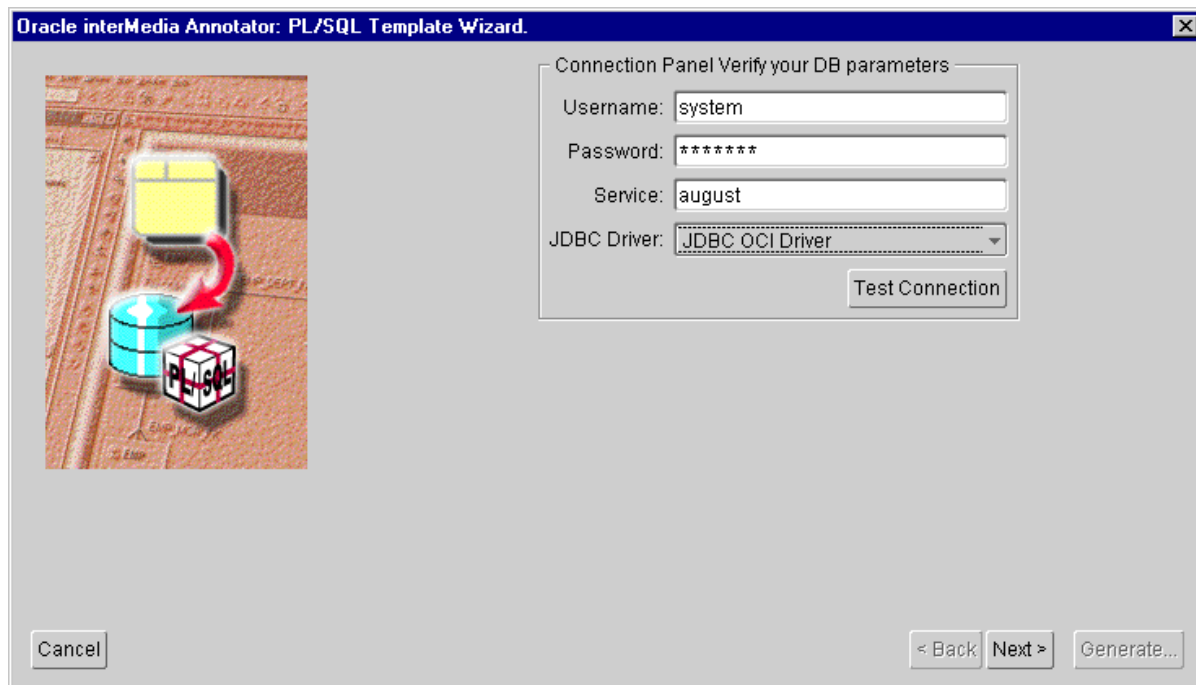 Oracle interMedia Annotator: PL/SQL Template Wizard.
Connection Panel Verify your DB parameters
Username: system
Password: *******
Service: august
JDBC Driver: JDBC OCI Driver
Test Connection
PL/SQL
Cancel
< Back Next > Generate...